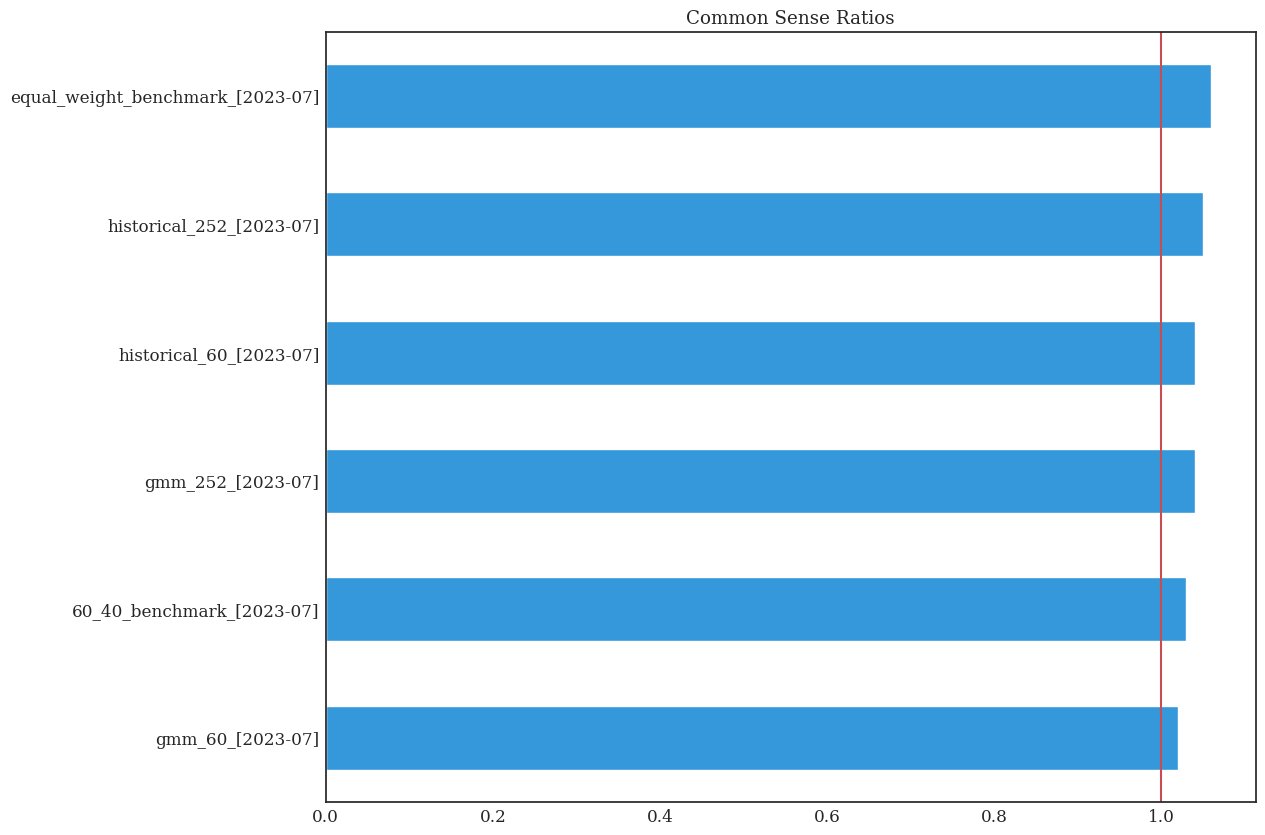 Common Sense Ratios
equal_weight_benchmark_[2023-07]
historical_252_[2023-07]
historical_60_[2023-07]
gmm_252_[2023-07]
60_40_benchmark_[2023-07]
gmm_60_[2023-07]
0.0 0.2 0.4 0.6 0.8 1.0